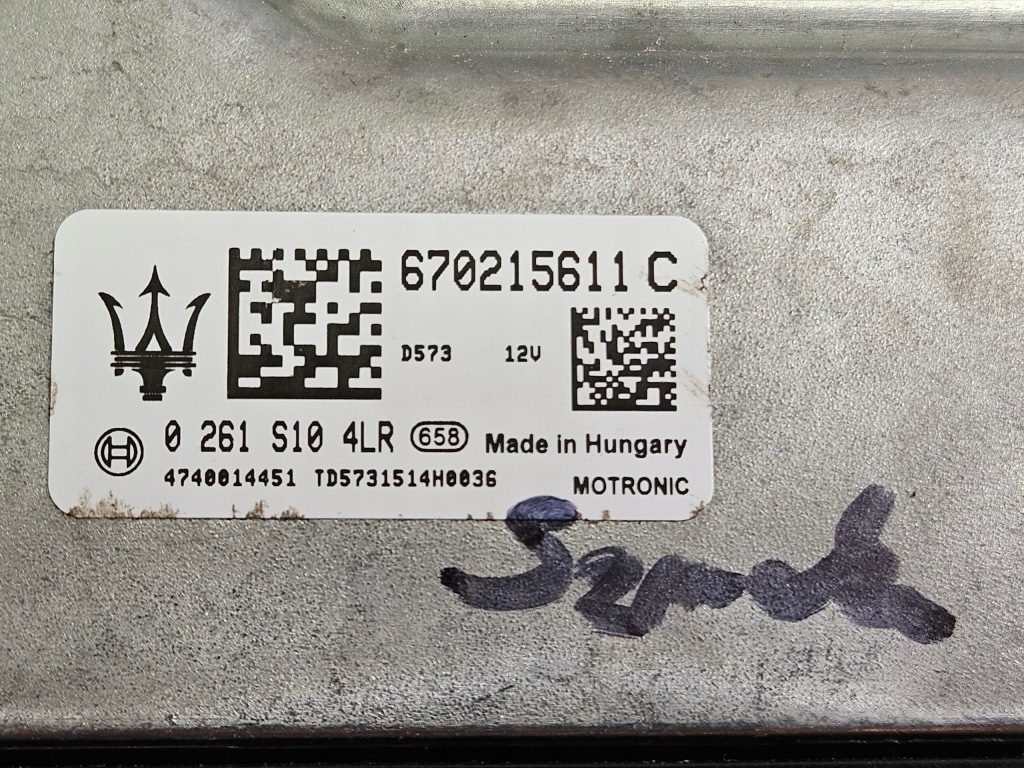 670215611 C
D573 12V
0 261 S10 4LR 658 Made in Hungary
4740014451 TD5731514H0036 MOTRONIC